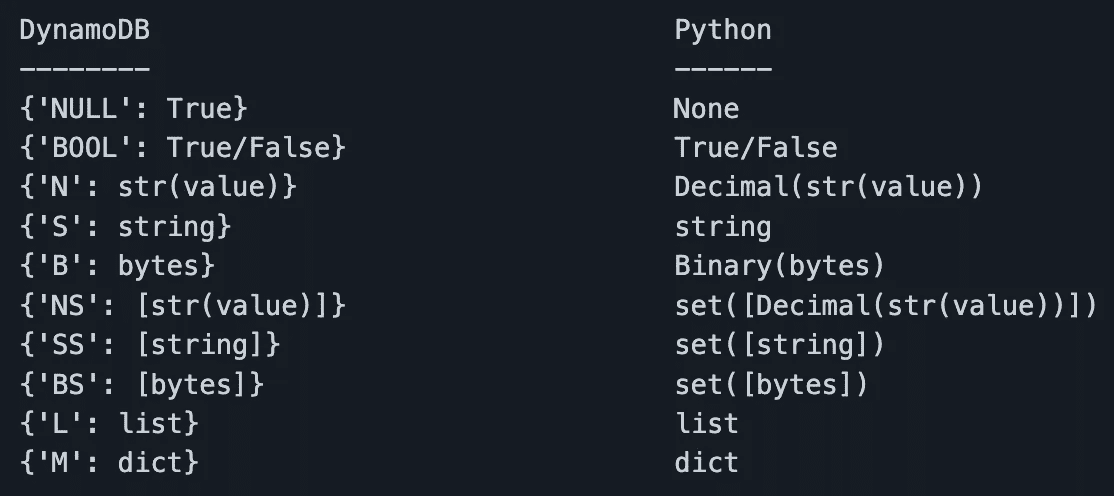 DynamoDB                                Python
--------                                ------
{'NULL': True}                          None
{'BOOL': True/False}                    True/False
{'N': str(value)}                       Decimal(str(value))
{'S': string}                           string
{'B': bytes}                            Binary(bytes)
{'NS': [str(value)]}                    set([Decimal(str(value))])
{'SS': [string]}                        set([string])
{'BS': [bytes]}                         set([bytes])
{'L': list}                             list
{'M': dict}                             dict